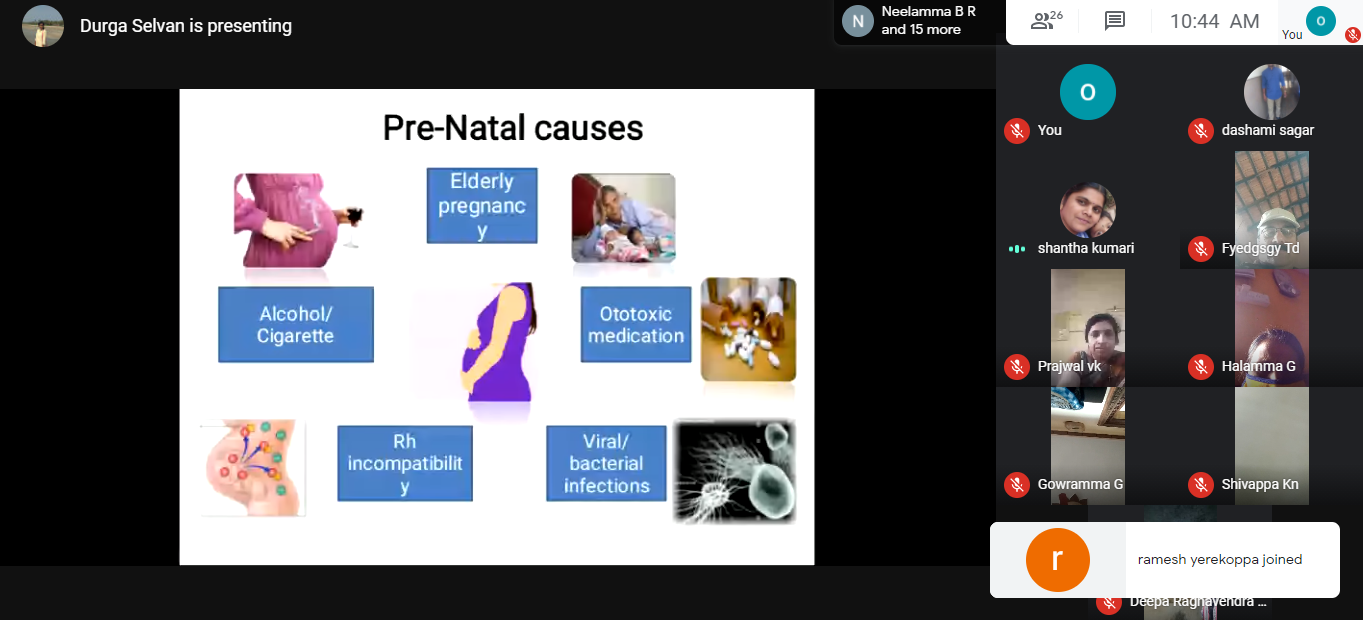 Durga Selvan is presenting
N
Neelamma B R
and 15 more
26
10:44 AM
You
O
Pre-Natal causes
Elderly
pregnanc
y
Alcohol/
Cigarette
Ototoxic
medication
Rh
incompatibilit
y
Viral/
bacterial
infections
O
You
dashami sagar
shantha kumari
Fyedgsgy Td
Prajwal vk
Halamma G
Gowramma G
Shivappa Kn
r
ramesh yerekoppa joined
Deepa Raghavendra ...